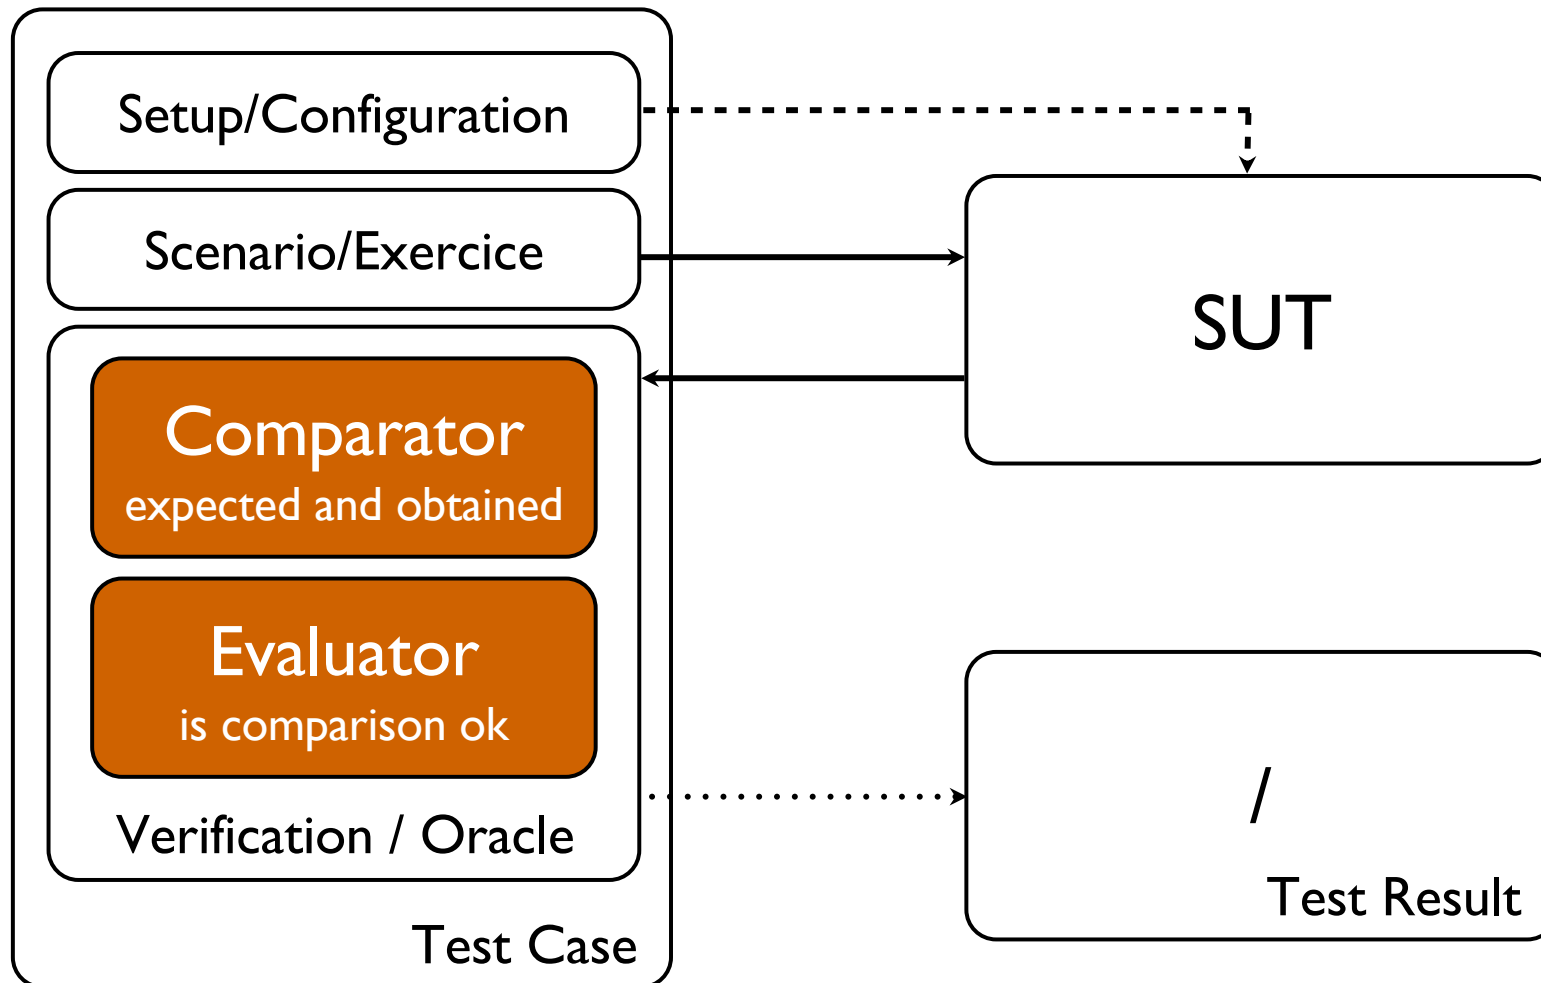 Setup/Configuration
Scenario/Exercice
SUT
Comparator
expected and obtained
Evaluator
is comparison ok
Verification / Oracle
Test Case
/
Test Result